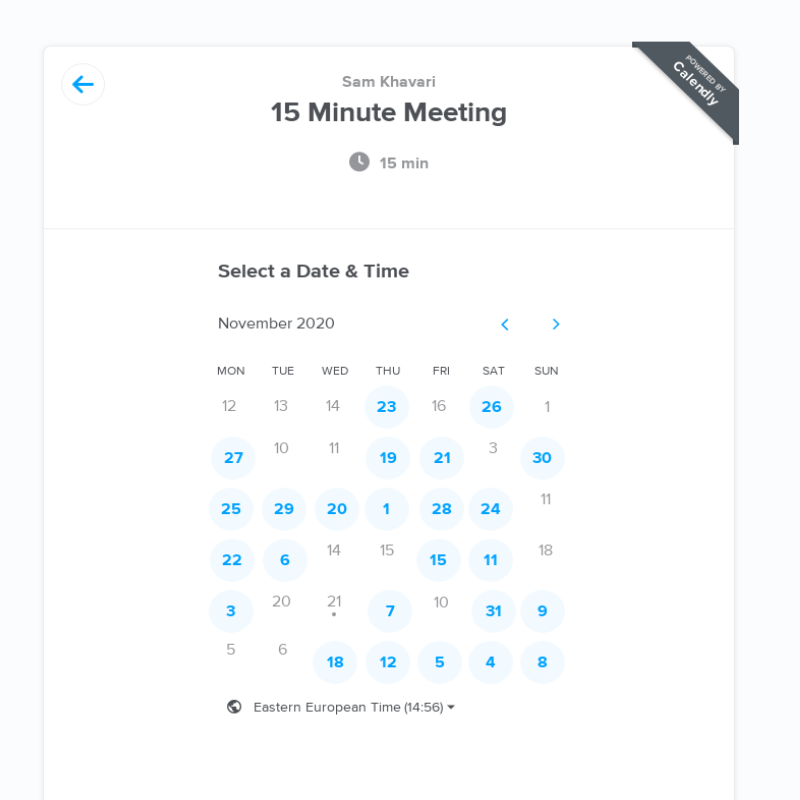 POWERED BY
Calendly
Sam Khavari
15 Minute Meeting
15 min
Select a Date & Time
November 2020
MON TUE WED THU FRI SAT SUN
12 13 14 23 16 26 1
27 10 11 19 21 3 30
25 29 20 1 28 24 11
22 6 14 15 15 11 18
3 20 21 7 10 31 9
5 6 18 12 5 4 8
Eastern European Time (14:56)